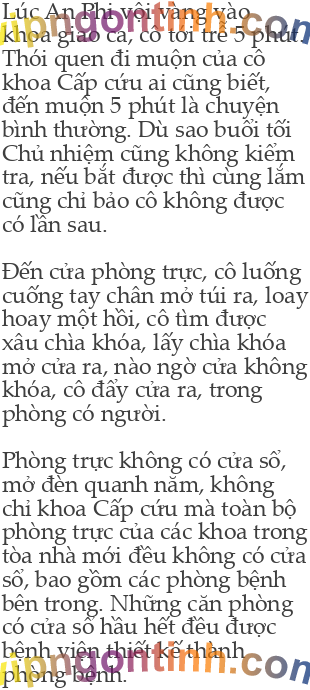 Lúc An Phi vội vàng vào
khoa giao ca, cô tới trễ 5 phút.
Thói quen đi muộn của cô
khoa Cấp cứu ai cũng biết,
đến muộn 5 phút là chuyện
bình thường. Dù sao buổi tối
Chủ nhiệm cũng không kiểm
tra, nếu bắt được thì cùng lắm
cũng chỉ bảo cô không được
có lần sau.

Đến cửa phòng trực, cô luống
cuống tay chân mở túi ra, loay
hoay một hồi, cô tìm được
xâu chìa khóa, lấy chìa khóa
mở cửa ra, nào ngờ cửa không
khóa, cô đẩy cửa ra, trong
phòng có người.

Phòng trực không có cửa sổ,
mở đèn quanh năm, không
chỉ khoa Cấp cứu mà toàn bộ
phòng trực của các khoa trong
tòa nhà mới đều không có cửa
sổ, bao gồm các phòng bệnh
bên trong. Những căn phòng
có cửa sổ hầu hết đều được
bệnh viện thiết kế thành
phòng bệnh.
vipngontinh.com
vipngontinh.com